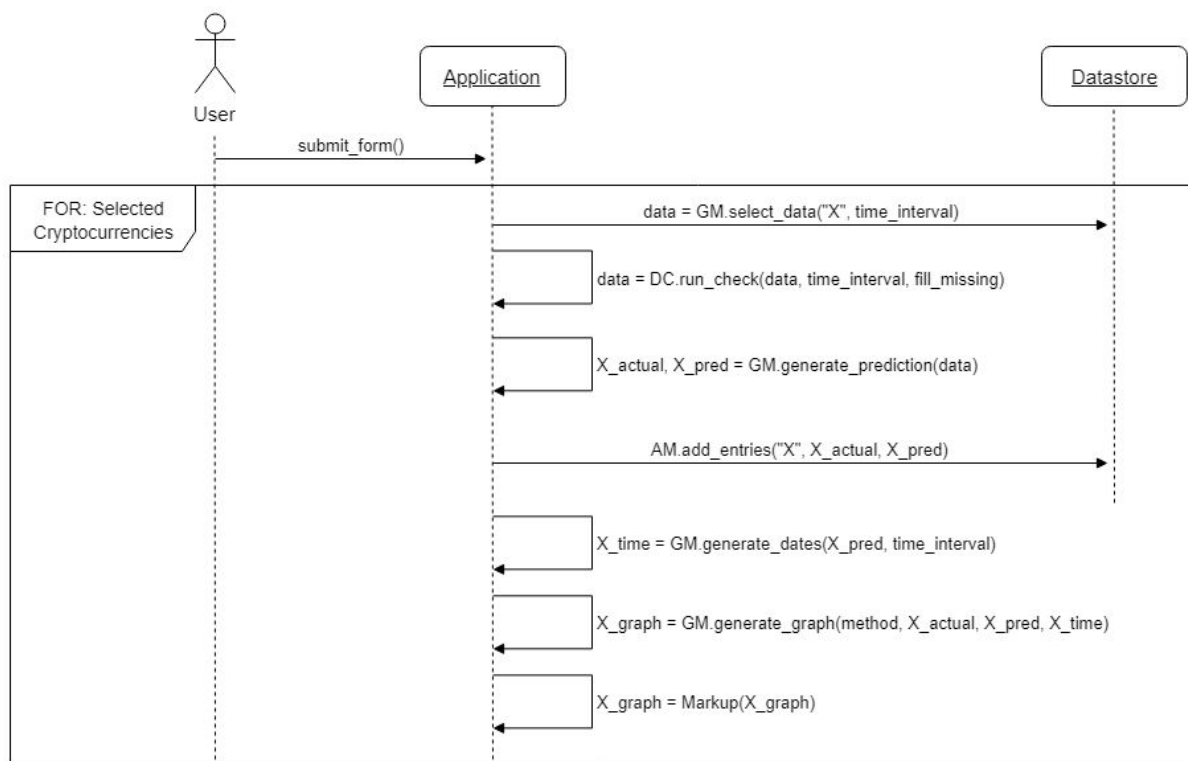 Application
Datastore
User
submit_form()
FOR: Selected
Cryptocurrencies
data = GM.select_data("X", time_interval)
data = DC.run_check(data, time_interval, fill_missing)
X_actual, X_pred = GM.generate_prediction(data)
AM.add_entries("X", X_actual, X_pred)
X_time = GM.generate_dates(X_pred, time_interval)
X_graph = GM.generate_graph(method, X_actual, X_pred, X_time)
X_graph = Markup(X_graph)